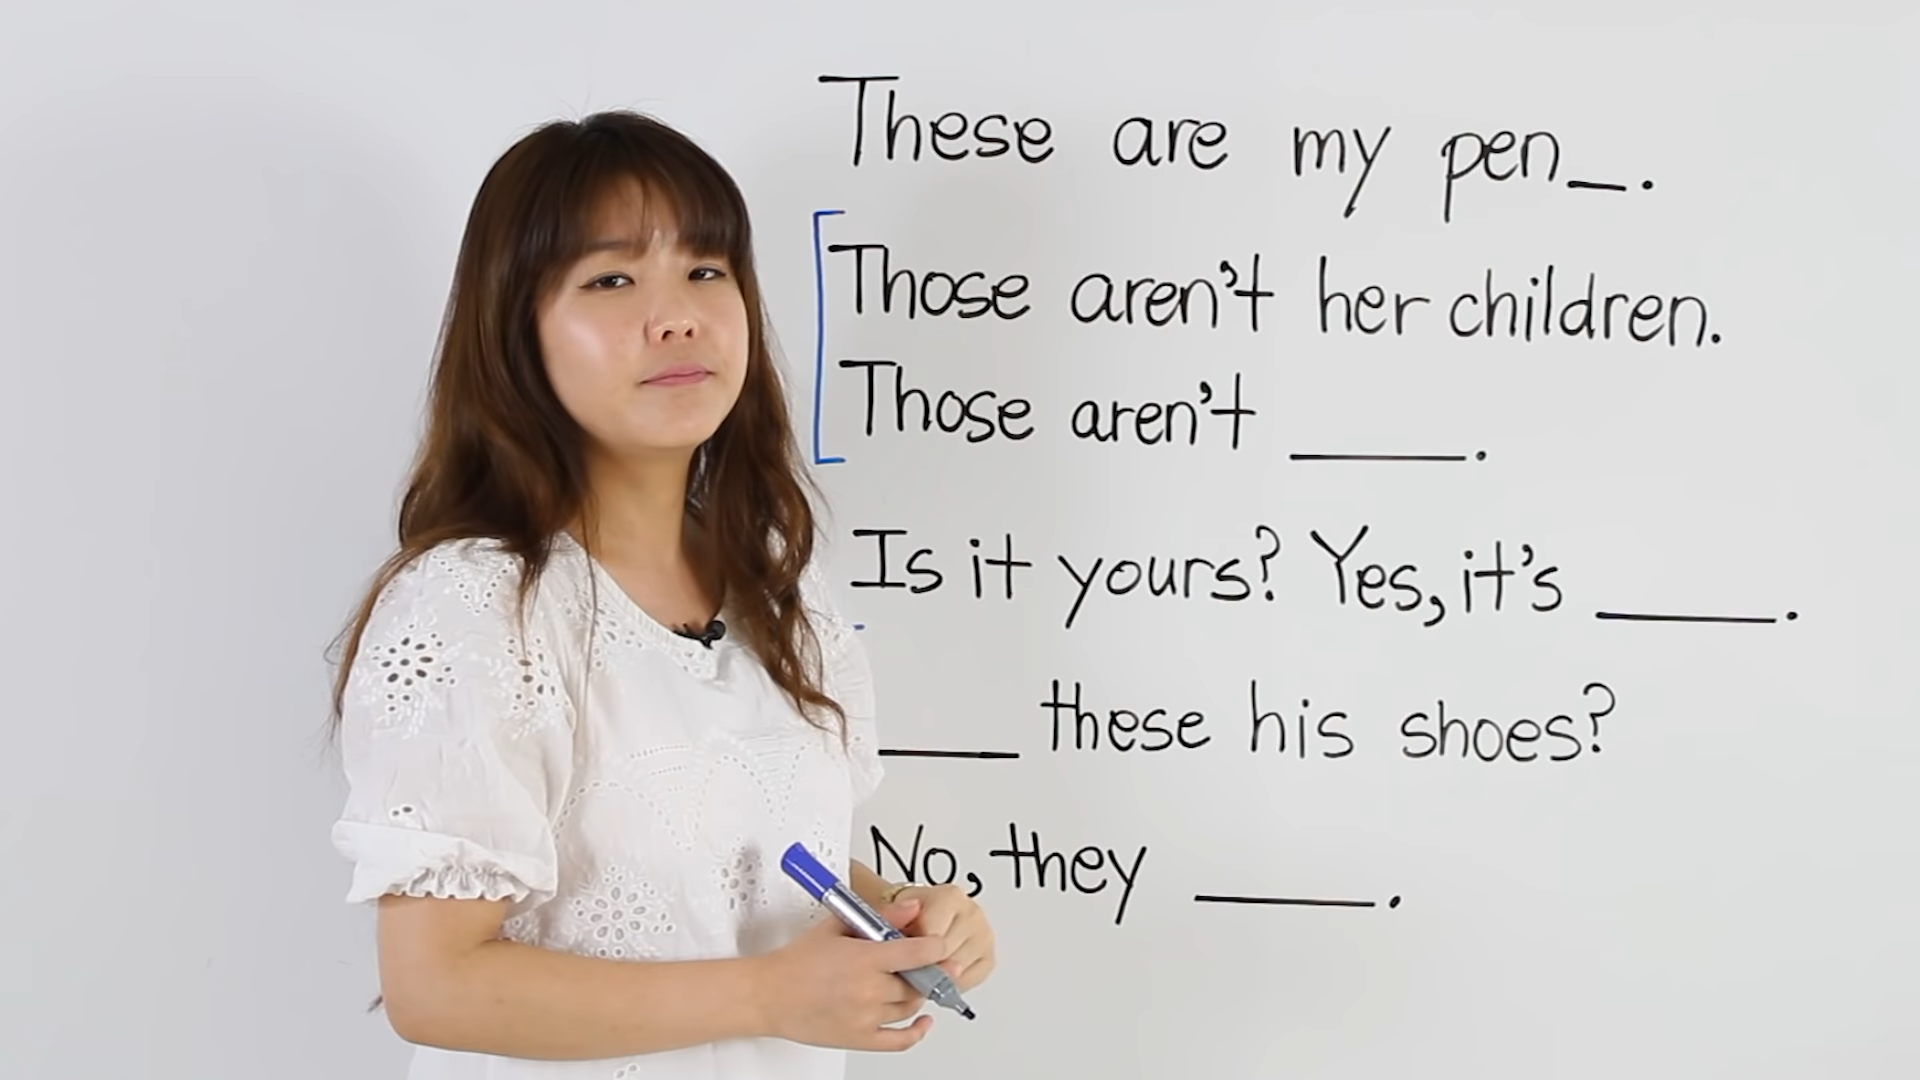 These are my pen_.
Those aren't her children.
Those aren't ____.
Is it yours? Yes, it's ____.
____ these his shoes?
No, they ____.